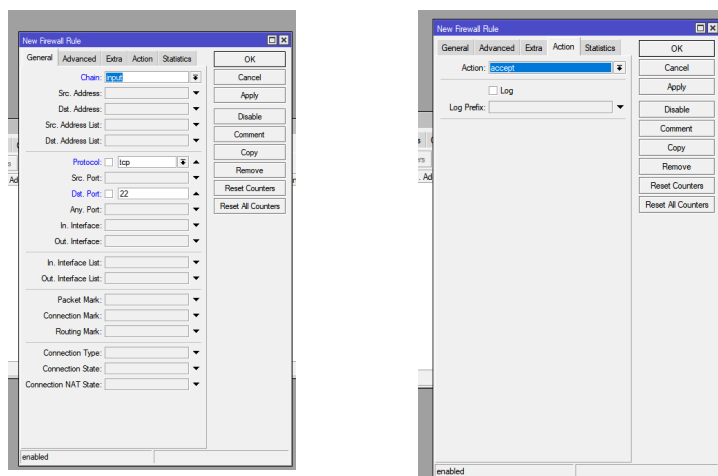 New Firewall Rule
General Advanced Extra Action Statistics
Chain: input
Src. Address:
Dst. Address:
Src. Address List:
Dst. Address List:
Protocol: tcp
Src. Port:
Dst. Port: 22
Any. Port:
In. Interface:
Out. Interface:
In. Interface List:
Out. Interface List:
Packet Mark:
Connection Mark:
Routing Mark:
Connection Type:
Connection State:
Connection NAT State:
OK
Cancel
Apply
Disable
Comment
Copy
Remove
Reset Counters
Reset All Counters
enabled
New Firewall Rule
General Advanced Extra Action Statistics
Action: accept
Log
Log Prefix:
OK
Cancel
Apply
Disable
Comment
Copy
Remove
Reset Counters
Reset All Counters
enabled